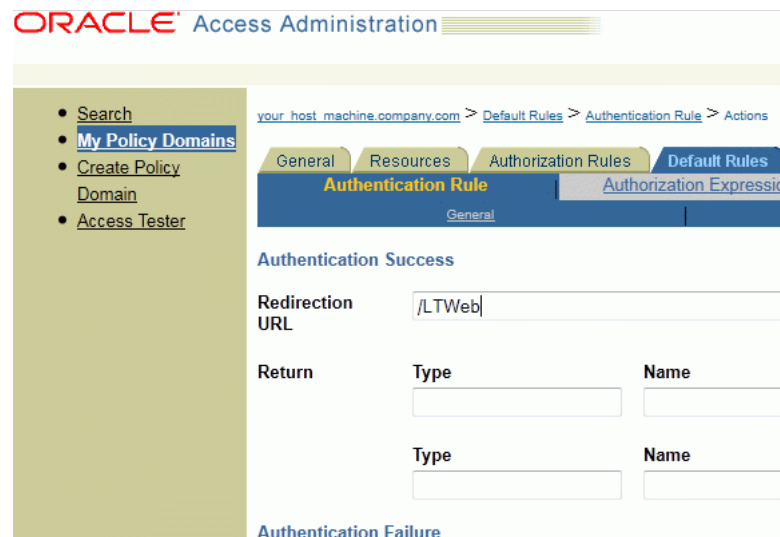 ORACLE Access Administration
Search
My Policy Domains
Create Policy
Domain
Access Tester
your_host_machine.company.com > Default Rules > Authentication Rule > Actions
General Resources Authorization Rules Default Rules
Authentication Rule Authorization Expressio
General
Authentication Success
Redirection
URL
/LTWeb
Return Type Name
Type Name
Authentication Failure